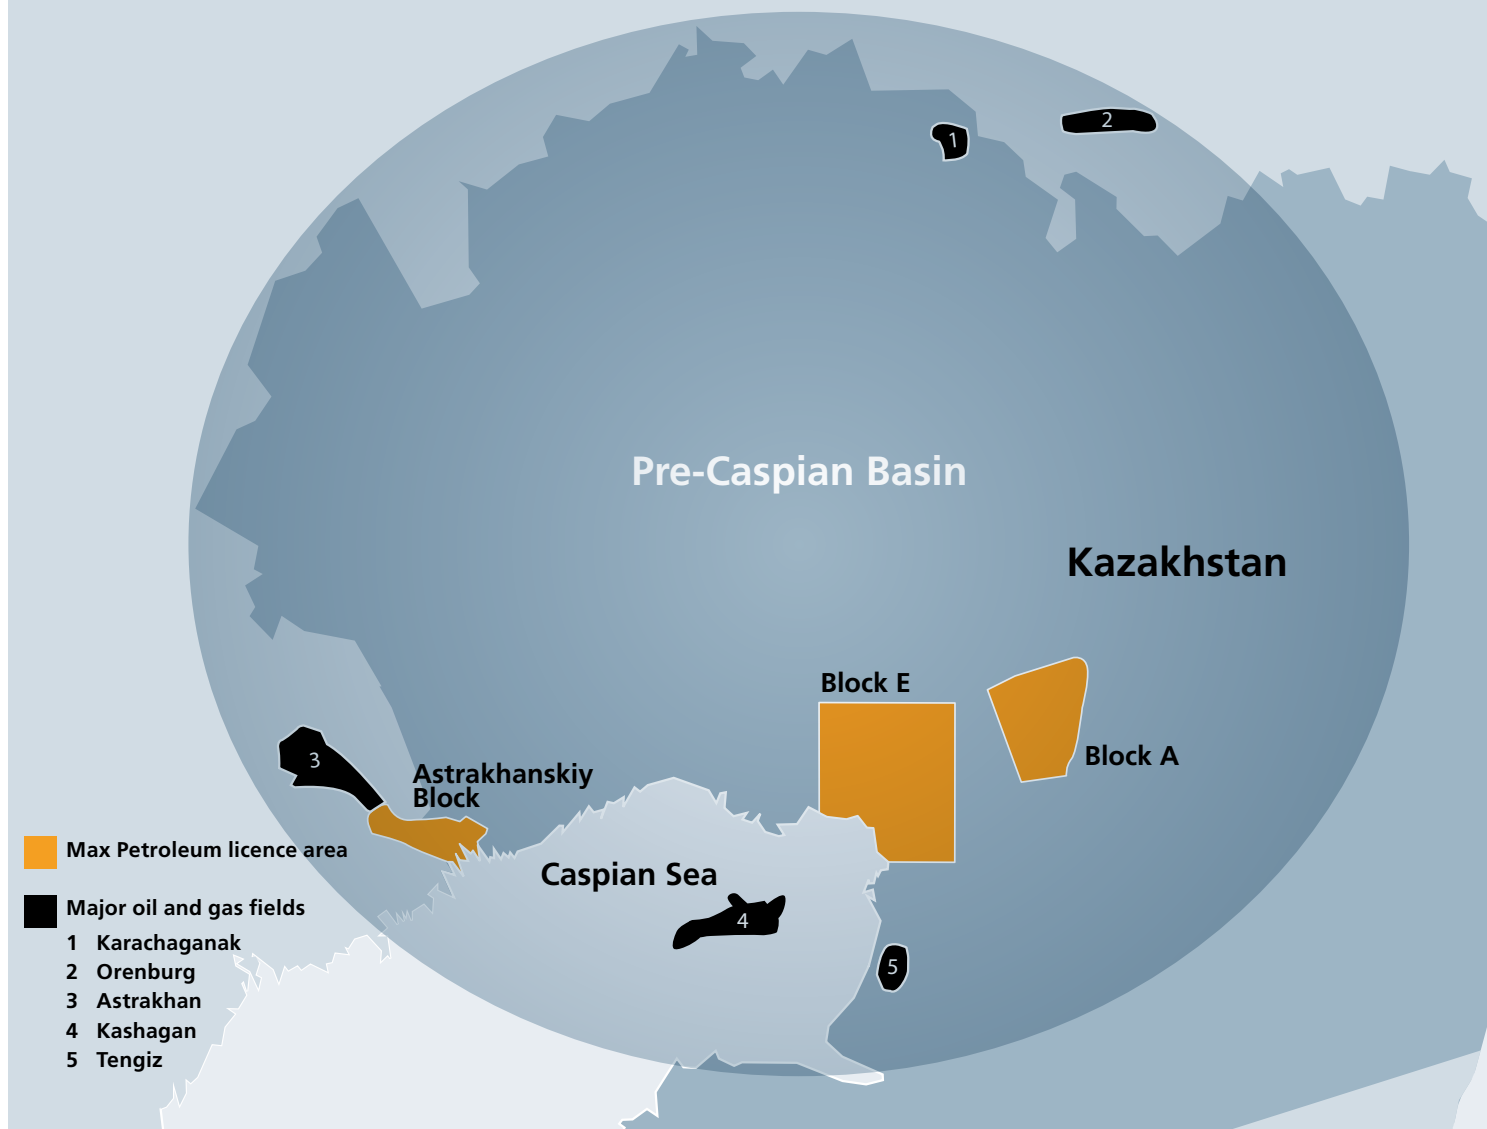 1
2
Pre-Caspian Basin
Kazakhstan
Block E
Block A
3
Astrakhanskiy
Block
Caspian Sea
4
5
Max Petroleum licence area
Major oil and gas fields
1 Karachaganak
2 Orenburg
3 Astrakhan
4 Kashagan
5 Tengiz